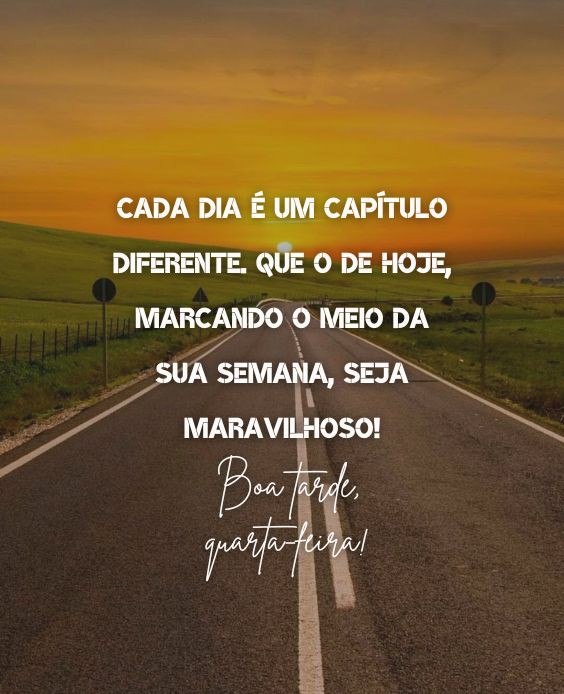 CADA DIA É UM CAPÍTULO
DIFERENTE. QUE O DE HOJE,
MARCANDO O MEIO DA
SUA SEMANA, SEJA
MARAVILHOSO!
Boa tarde,
quarta-feira!